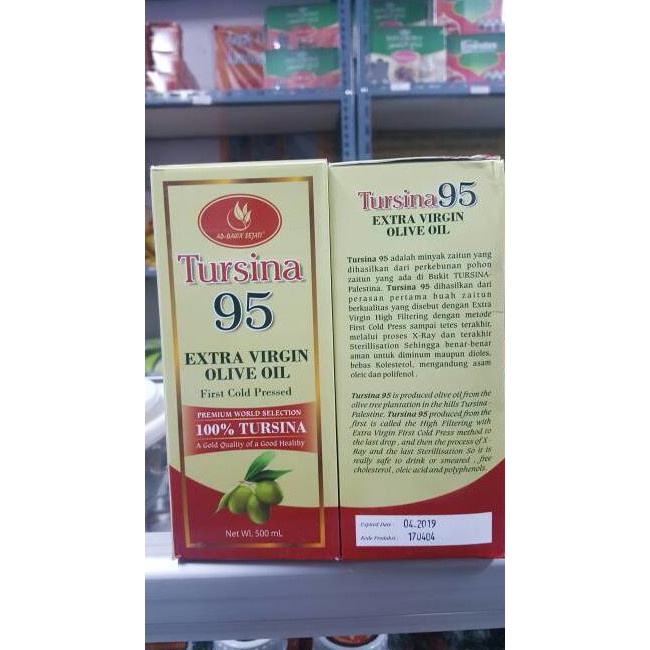 AD-DAWA' SEJATI
Tursina
95
EXTRA VIRGIN
OLIVE OIL
First Cold Pressed
PREMIUM WORLD SELECTION
100% TURSINA
A Gold Quality of a Good Healthy
Net Wt. 500 mL
Tursina95
EXTRA VIRGIN
OLIVE OIL
Tursina 95 adalah minyak zaitun yang
dihasilkan dari perkebunan pohon
zaitun yang ada di Bukit TURSINA-
Palestina. Tursina 95 dihasilkan dari
perasan pertama buah zaitun
berkualitas yang disebut dengan Extra
Virgin High Filtering dengan metode
First Cold Press sampai tetes terakhir,
melalui proses X-Ray dan terakhir
Sterillisation Sehingga benar-benar
aman untuk diminum maupun dioles,
bebas Kolesterol, mengandung asam
oleic dan polifenol .
Tursina 95 is produced olive oil from the
olive tree plantation in the hills Tursina -
Palestine. Tursina 95 produced from the
first is called the High Filtering with
Extra Virgin First Cold Press method to
the last drop , and then the process of X -
Ray and the last Sterillisation So it is
really safe to drink or smeared , free
cholesterol , oleic acid and polyphenols.
Expired Date : 04.2019
Kode Produksi : 170404